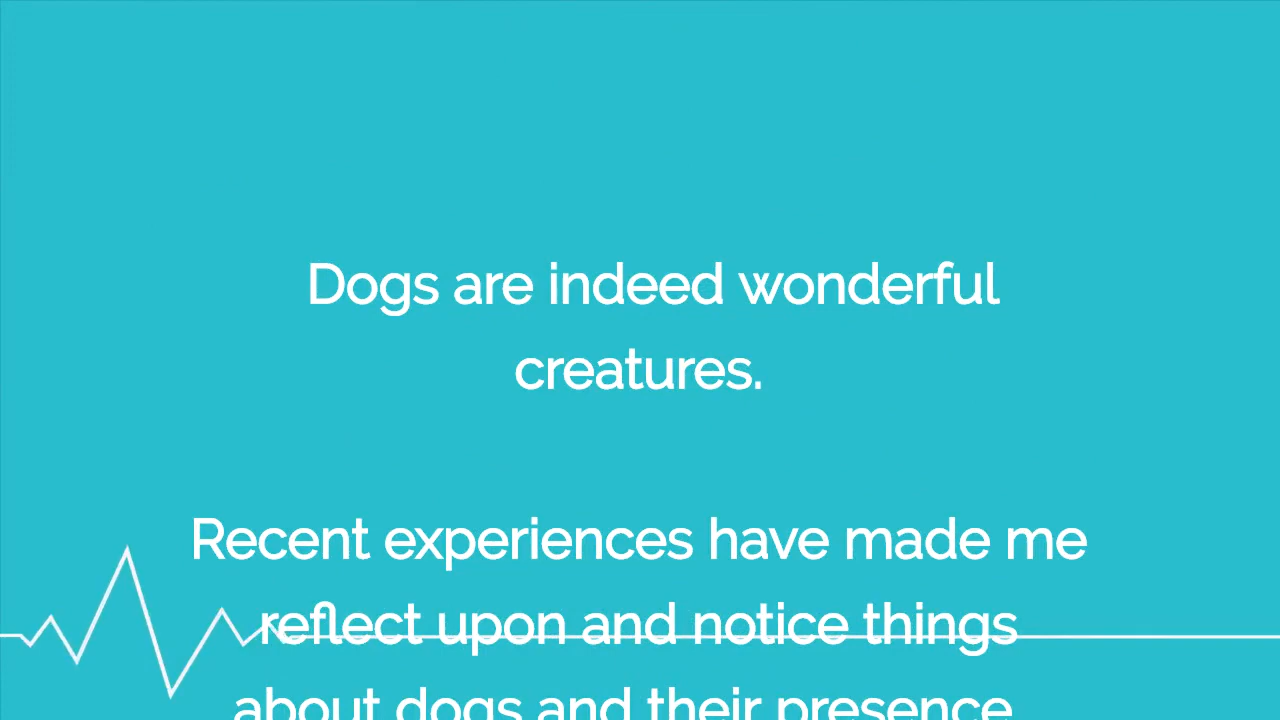 Dogs are indeed wonderful
creatures.
Recent experiences have made me
reflect upon and notice things
about dogs and their presence